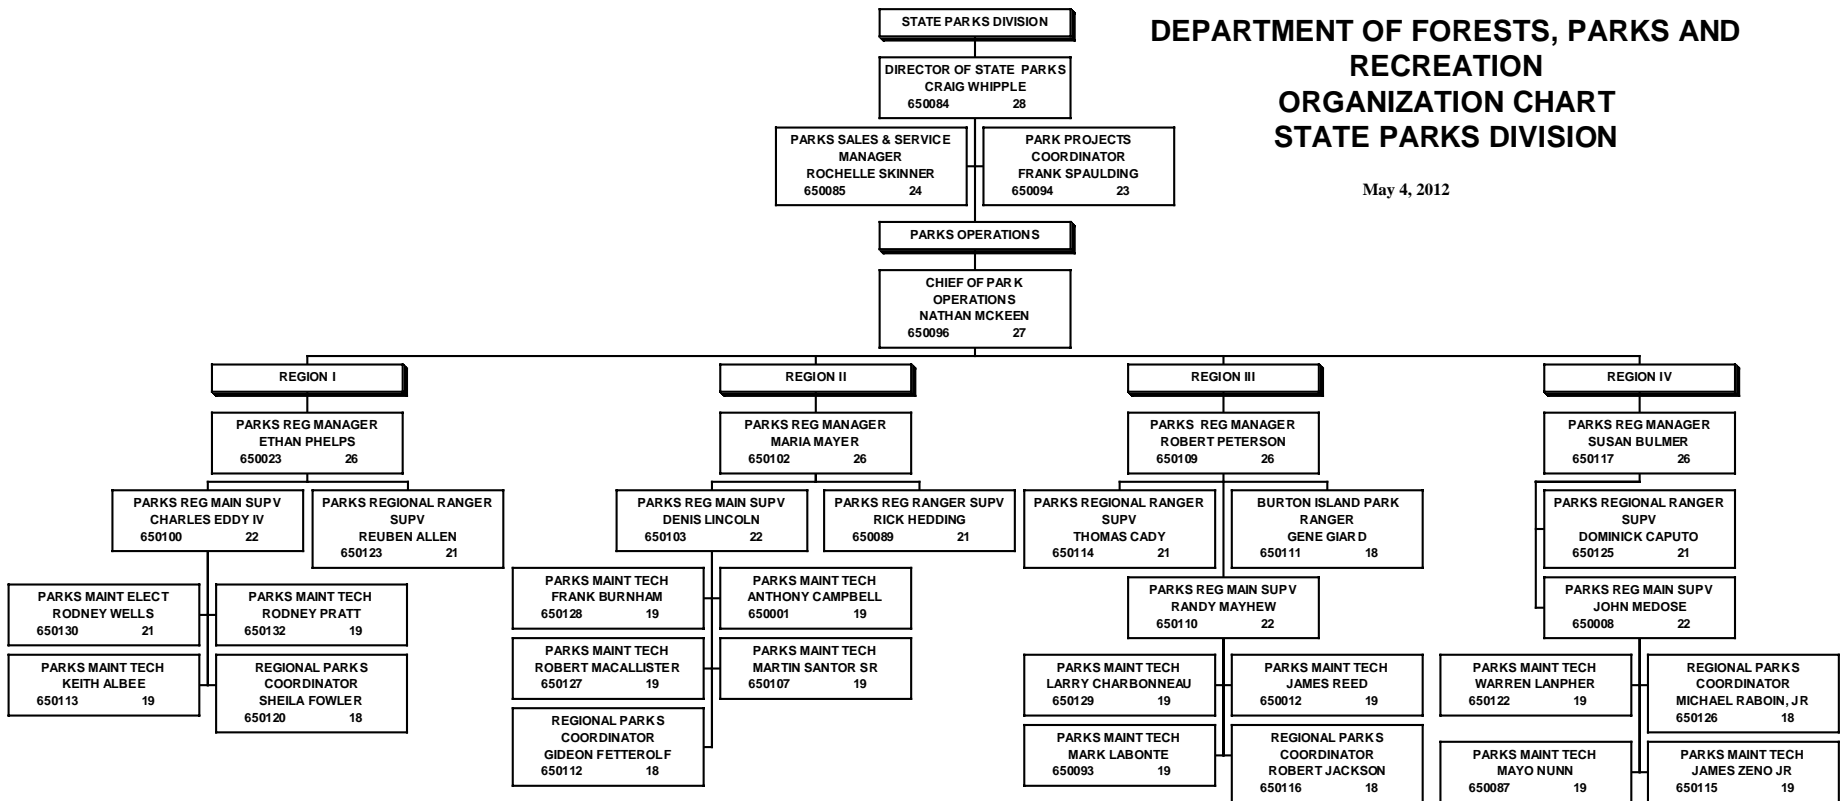 STATE PARKS DIVISION
DEPARTMENT OF FORESTS, PARKS AND
RECREATION
ORGANIZATION CHART
STATE PARKS DIVISION
May 4, 2012
DIRECTOR OF STATE PARKS
CRAIG WHIPPLE
650084 28
PARKS SALES & SERVICE
MANAGER
ROCHELLE SKINNER
650085 24
PARK PROJECTS
COORDINATOR
FRANK SPAULDING
650094 23
PARKS OPERATIONS
CHIEF OF PARK
OPERATIONS
NATHAN MCKEEN
650096 27
REGION I
REGION II
REGION III
REGION IV
PARKS REG MANAGER
ETHAN PHELPS
650023 26
PARKS REG MANAGER
MARIA MAYER
650102 26
PARKS REG MANAGER
ROBERT PETERSON
650109 26
PARKS REG MANAGER
SUSAN BULMER
650117 26
PARKS REG MAIN SUPV
CHARLES EDDY IV
650100 22
PARKS REGIONAL RANGER
SUPV
REUBEN ALLEN
650123 21
PARKS REG MAIN SUPV
DENIS LINCOLN
650103 22
PARKS REG RANGER SUPV
RICK HEDDING
650089 21
PARKS REGIONAL RANGER
SUPV
THOMAS CADY
650114 21
BURTON ISLAND PARK
RANGER
GENE GIARD
650111 18
PARKS REGIONAL RANGER
SUPV
DOMINICK CAPUTO
650125 21
PARKS MAINT ELECT
RODNEY WELLS
650130 21
PARKS MAINT TECH
RODNEY PRATT
650132 19
PARKS MAINT TECH
FRANK BURNHAM
650128 19
PARKS MAINT TECH
ANTHONY CAMPBELL
650001 19
PARKS REG MAIN SUPV
RANDY MAYHEW
650110 22
PARKS REG MAIN SUPV
JOHN MEDOSE
650008 22
PARKS MAINT TECH
KEITH ALBEE
650113 19
REGIONAL PARKS
COORDINATOR
SHEILA FOWLER
650120 18
PARKS MAINT TECH
ROBERT MACALLISTER
650127 19
PARKS MAINT TECH
MARTIN SANTOR SR
650107 19
PARKS MAINT TECH
LARRY CHARBONNEAU
650129 19
PARKS MAINT TECH
JAMES REED
650012 19
PARKS MAINT TECH
WARREN LANPHER
650122 19
REGIONAL PARKS
COORDINATOR
MICHAEL RABOIN, JR
650126 18
REGIONAL PARKS
COORDINATOR
GIDEON FETTEROLF
650112 18
PARKS MAINT TECH
MARK LABONTE
650093 19
REGIONAL PARKS
COORDINATOR
ROBERT JACKSON
650116 18
PARKS MAINT TECH
MAYO NUNN
650087 19
PARKS MAINT TECH
JAMES ZENO JR
650115 19